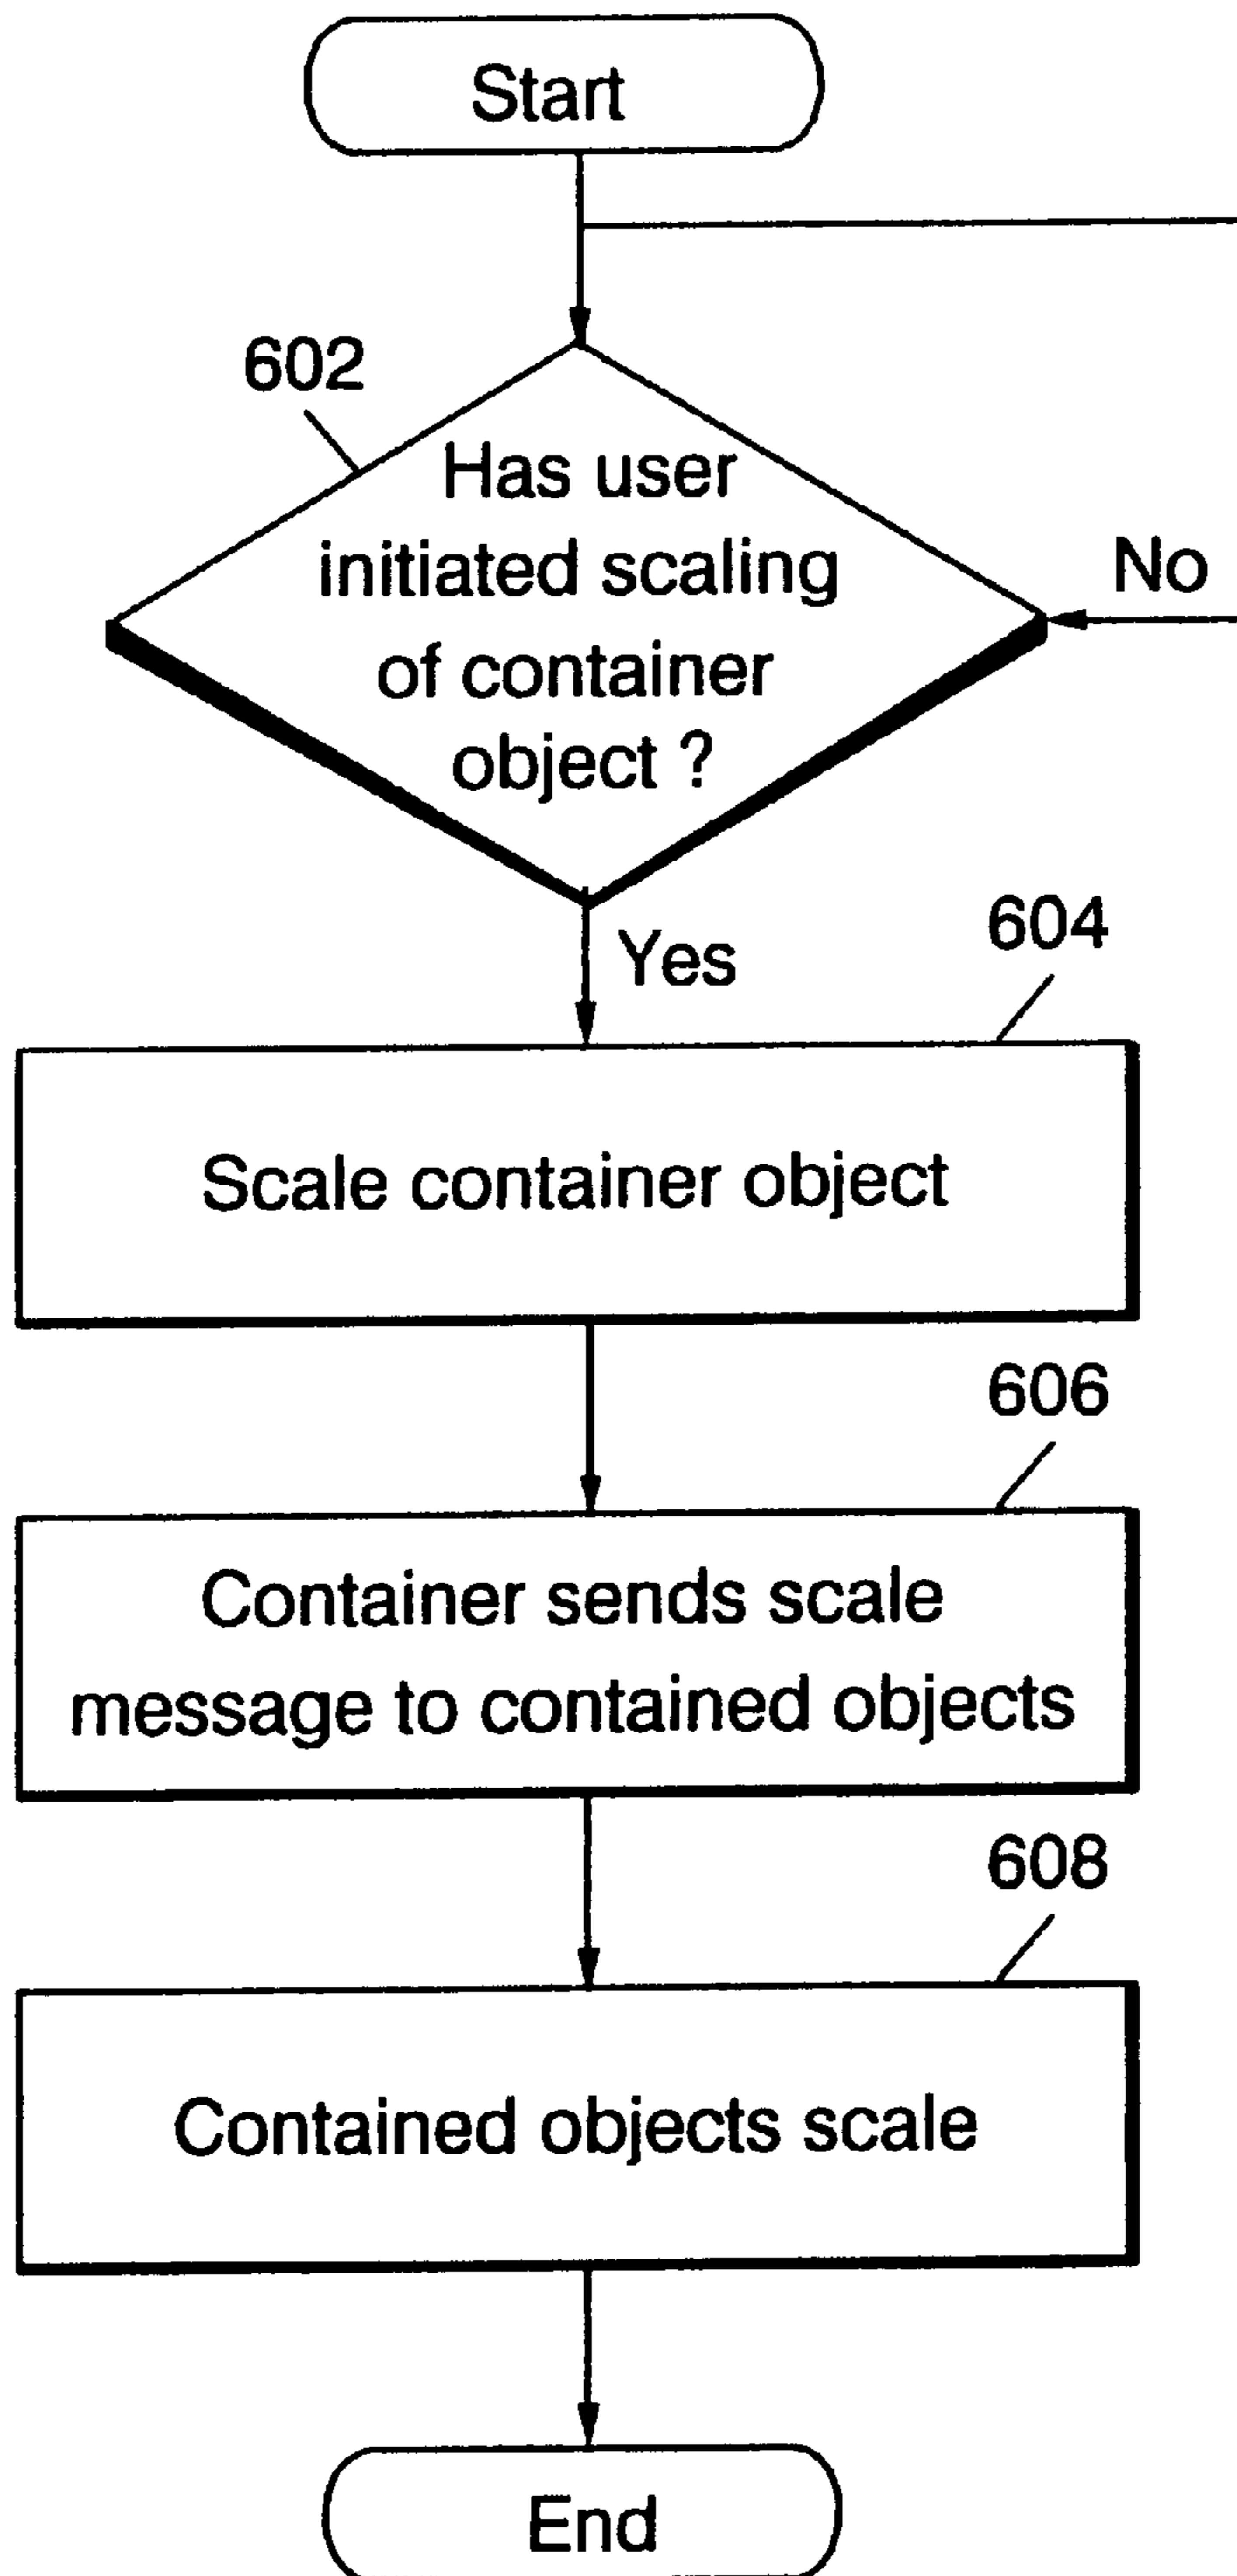 Start
602
Has user
initiated scaling
of container
object ?
No
Yes
604
Scale container object
606
Container sends scale
message to contained objects
608
Contained objects scale
End